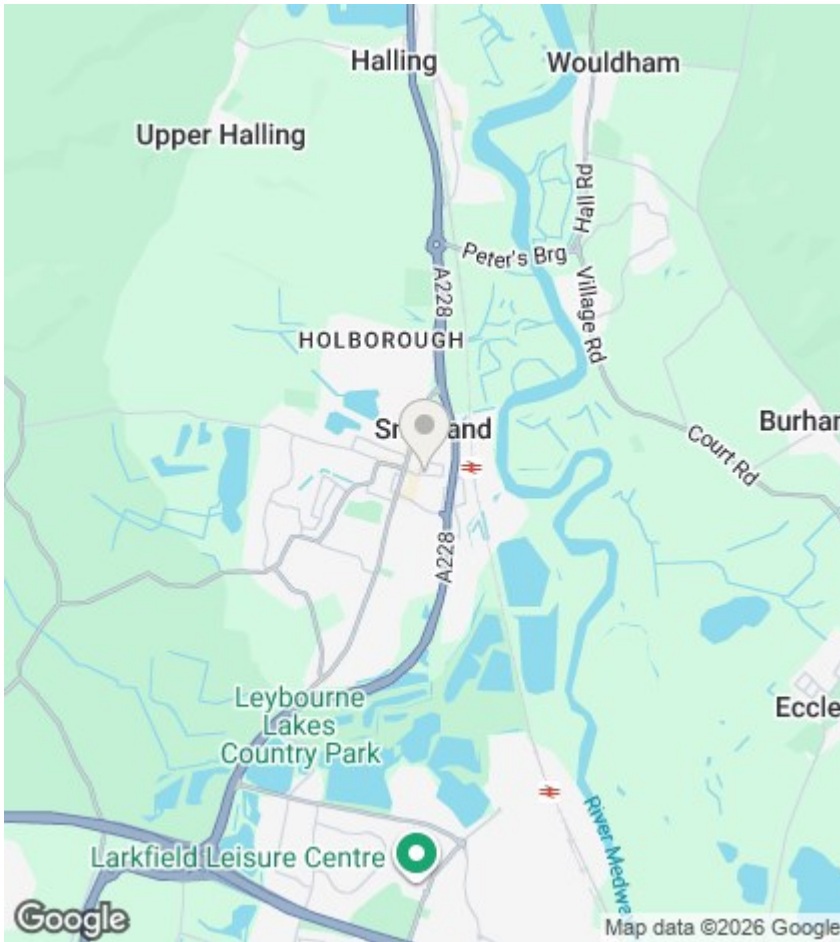 Halling
Wouldham
Upper Halling
Hall Rd
Peter's Brg
A228
Village Rd
HOLBOROUGH
Burhar
Court Rd
A228
Leybourne
Lakes
Country Park
Eccle
River Medwa
Larkfield Leisure Centre
Google
Map data ©2026 Google